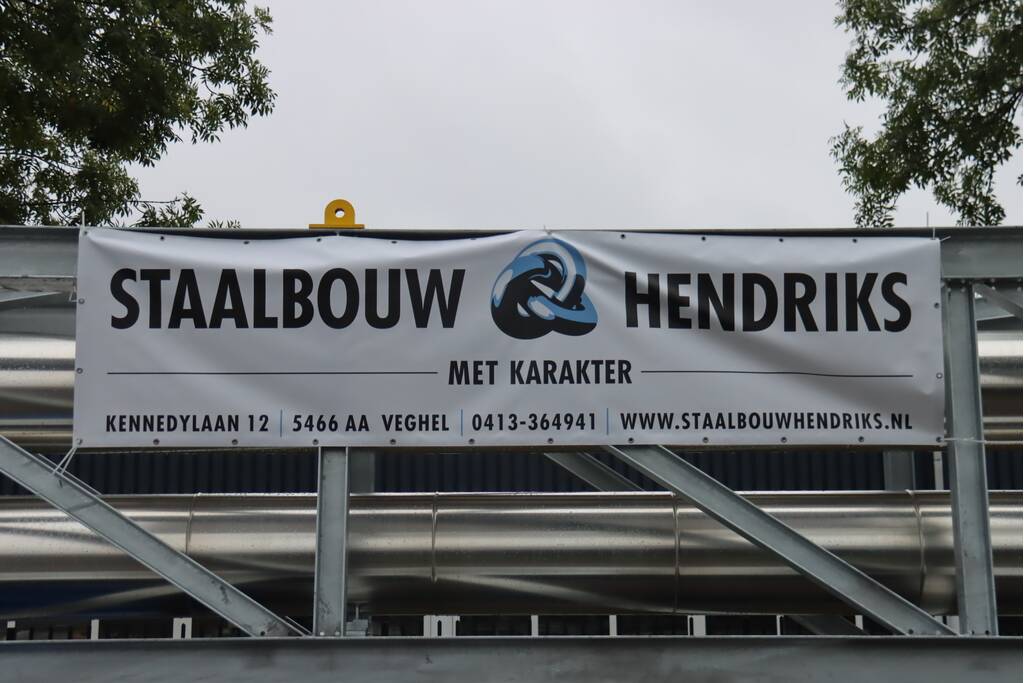 STAALBOUW HENDRIKS
MET KARAKTER
KENNEDYLAAN 12 | 5466 AA VEGHEL | 0413-364941 | WWW.STAALBOUWHENDRIKS.NL